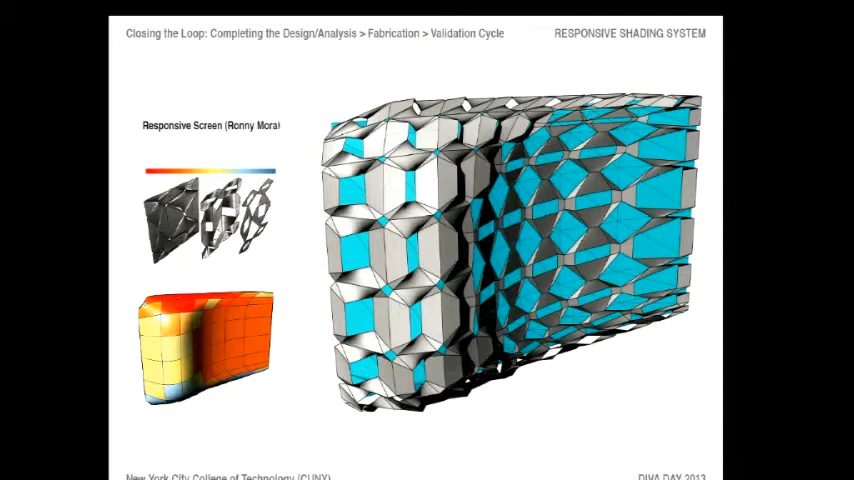 Closing the Loop: Completing the Design/Analysis > Fabrication > Validation Cycle
RESPONSIVE SHADING SYSTEM
Responsive Screen (Ronny Mora)
New York City College of Technology (CUNY)
DIVA DAY 2013